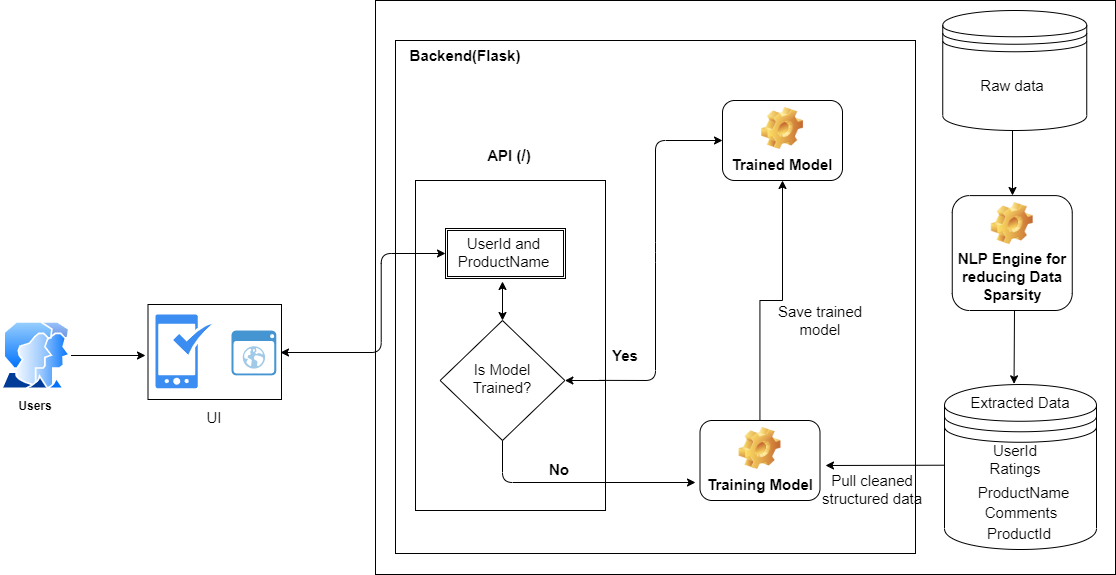 Backend(Flask)
Raw data
API (/)
Trained Model
UserId and
ProductName
NLP Engine for
reducing Data
Sparsity
Save trained
model
Users
UI
Is Model
Trained?
Yes
No
Training Model
Pull cleaned
structured data
Extracted Data
UserId
Ratings
ProductName
Comments
ProductId